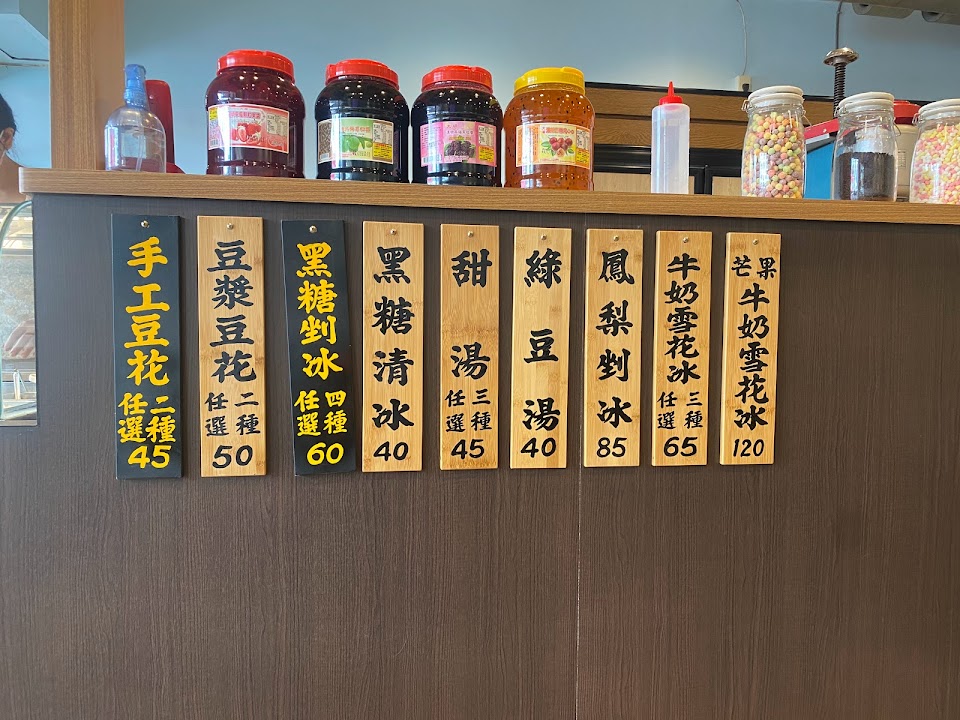 手工豆花
二種
任選
45
豆漿豆花
二種
任選
50
黑糖剉冰
四種
任選
60
黑糖清冰
40
甜湯
三種
任選
45
綠豆湯
40
鳳梨剉冰
85
牛奶雪花冰
三種
任選
65
芒果
牛奶雪花冰
120